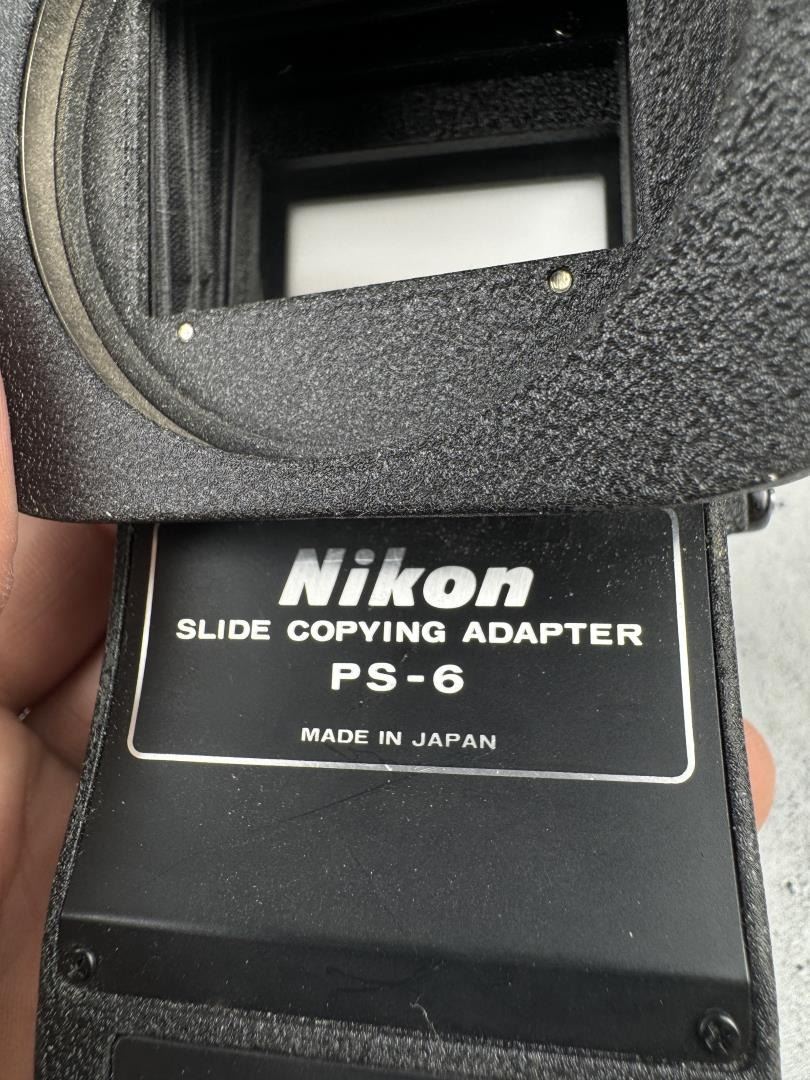 Nikon
SLIDE COPYING ADAPTER
PS-6
MADE IN JAPAN